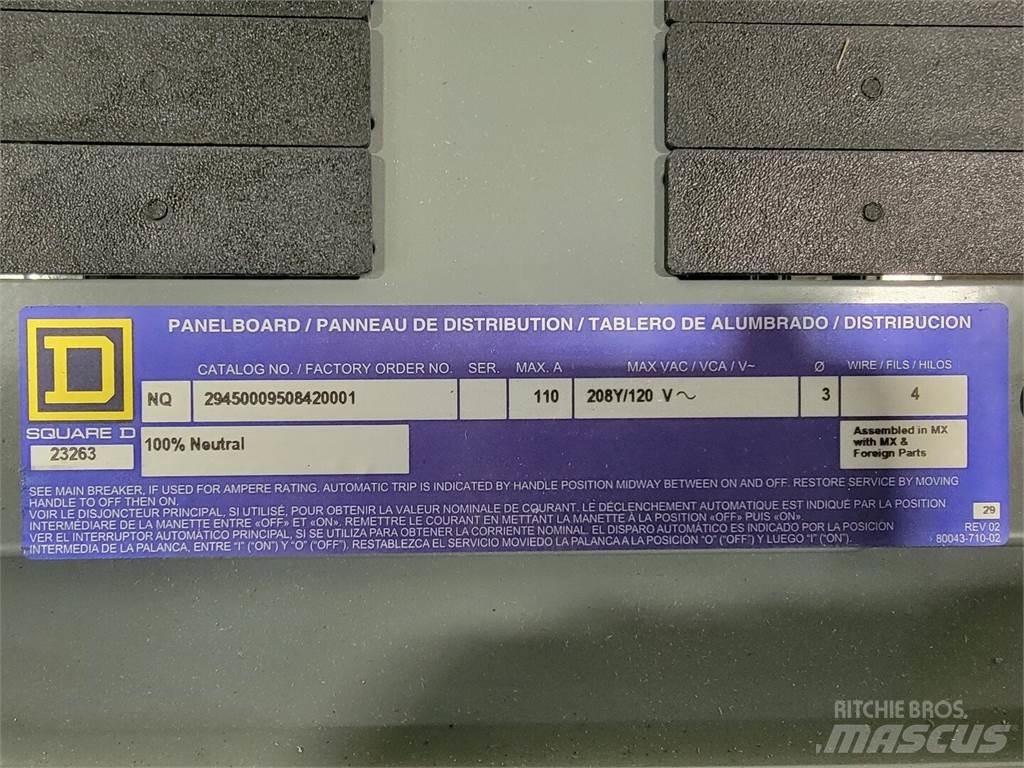 PANELBOARD / PANNEAU DE DISTRIBUTION / TABLERO DE ALUMBRADO / DISTRIBUCION
CATALOG NO. / FACTORY ORDER NO. SER. MAX. A MAX VAC / VCA / V~ Ø WIRE / FILS / HILOS
NQ 29450009508420001 110 208Y/120 V ~ 3 4
D
SQUARE D
23263
100% Neutral
Assembled in MX
with MX &
Foreign Parts
SEE MAIN BREAKER, IF USED FOR AMPERE RATING. AUTOMATIC TRIP IS INDICATED BY HANDLE POSITION MIDWAY BETWEEN ON AND OFF. RESTORE SERVICE BY MOVING
HANDLE TO OFF THEN ON.
VOIR LE DISJONCTEUR PRINCIPAL, SI UTILISÉ, POUR OBTENIR LA VALEUR NOMINALE DE COURANT. LE DÉCLENCHEMENT AUTOMATIQUE EST INDIQUÉ PAR LA POSITION
INTERMÉDIARE DE LA MANETTE ENTRE «OFF» ET «ON». REMETTRE LE COURANT EN METTANT LA MANETTE À LA POSITION «OFF» PUIS «ON»
VER EL INTERRUPTOR AUTOMÁTICO PRINCIPAL, SI SE UTILIZA PARA OBTENER LA CORRIENTE NOMINAL. EL DISPARO AUTOMÁTICO ES INDICADO POR LA POSICIÓN
INTERMEDIA DE LA PALANCA, ENTRE "I" ("ON") Y "O" ("OFF"). RESTABLEZCA EL SERVICIO MOVIEDO LA PALANCA A LA POSICIÓN "O" ("OFF") Y LUEGO "I" ("ON").
29
REV 02
80043-710-02
RITCHIE BROS.
MASCUS